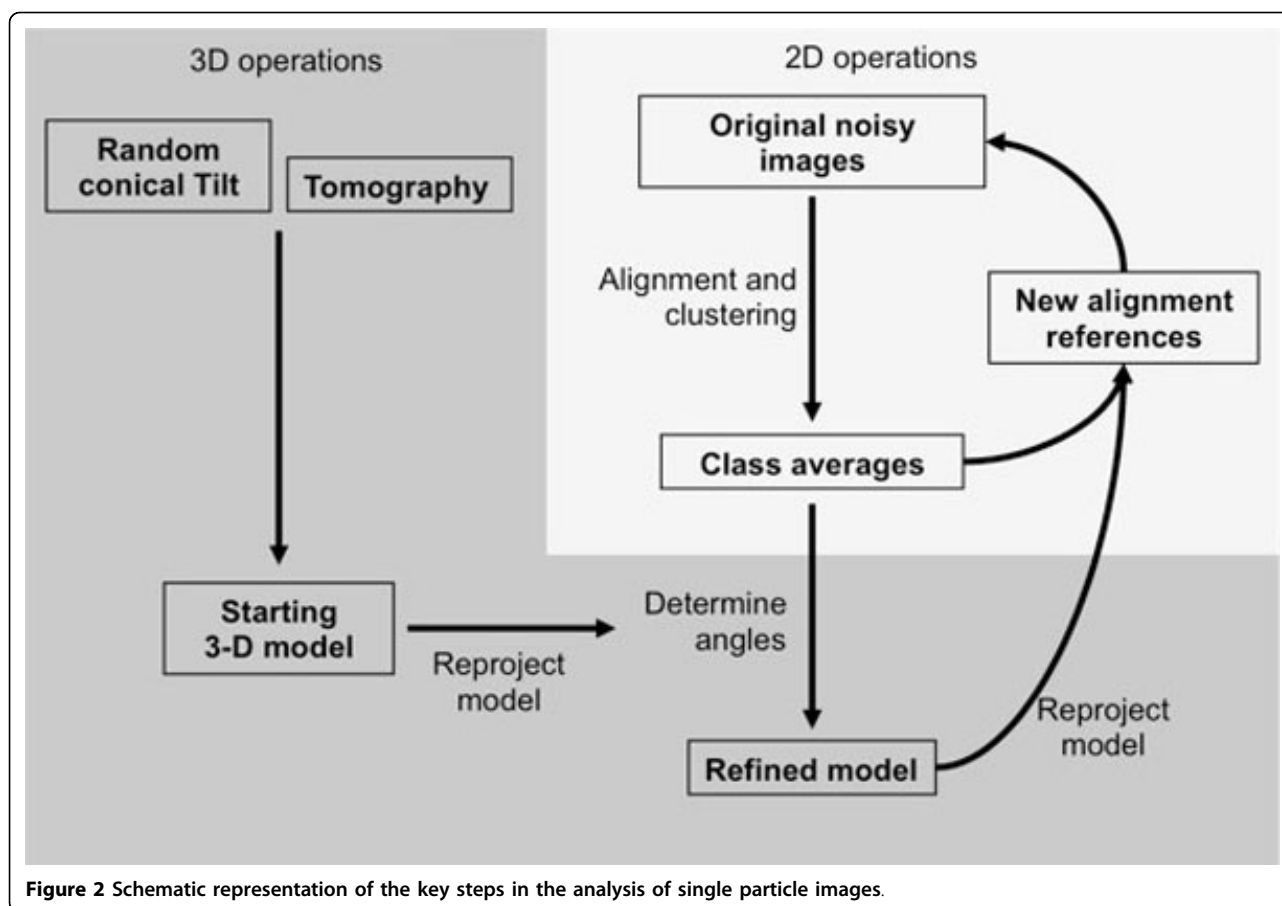 3D operations
2D operations
Random
conical Tilt
Tomography
Original noisy
images
Alignment and
clustering
New alignment
references
Class averages
Starting
3-D model
Reproject
model
Determine
angles
Refined model
Reproject
model
Figure 2 Schematic representation of the key steps in the analysis of single particle images.